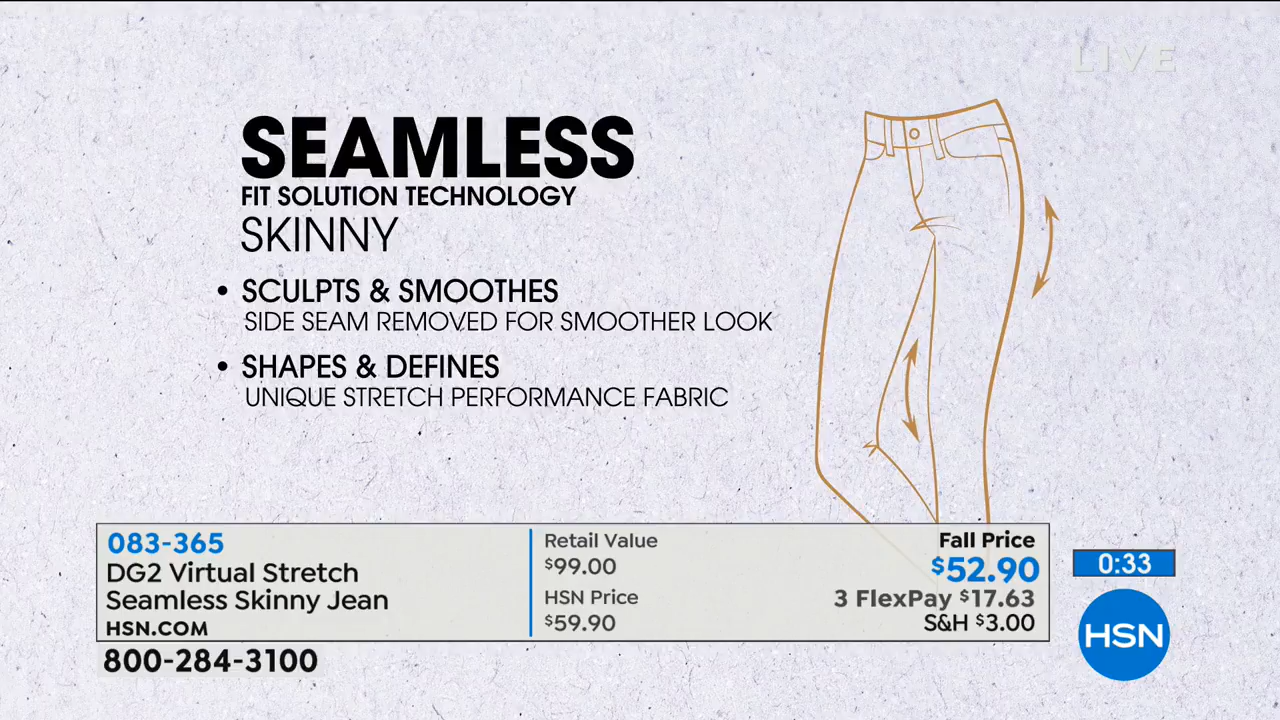 LIVE
SEAMLESS
FIT SOLUTION TECHNOLOGY
SKINNY
• SCULPTS & SMOOTHES
SIDE SEAM REMOVED FOR SMOOTHER LOOK
• SHAPES & DEFINES
UNIQUE STRETCH PERFORMANCE FABRIC
083-365
DG2 Virtual Stretch
Seamless Skinny Jean
HSN.COM
Retail Value
$99.00
HSN Price
$59.90
Fall Price
$52.90
3 FlexPay $17.63
S&H $3.00
0:33
HSN
800-284-3100